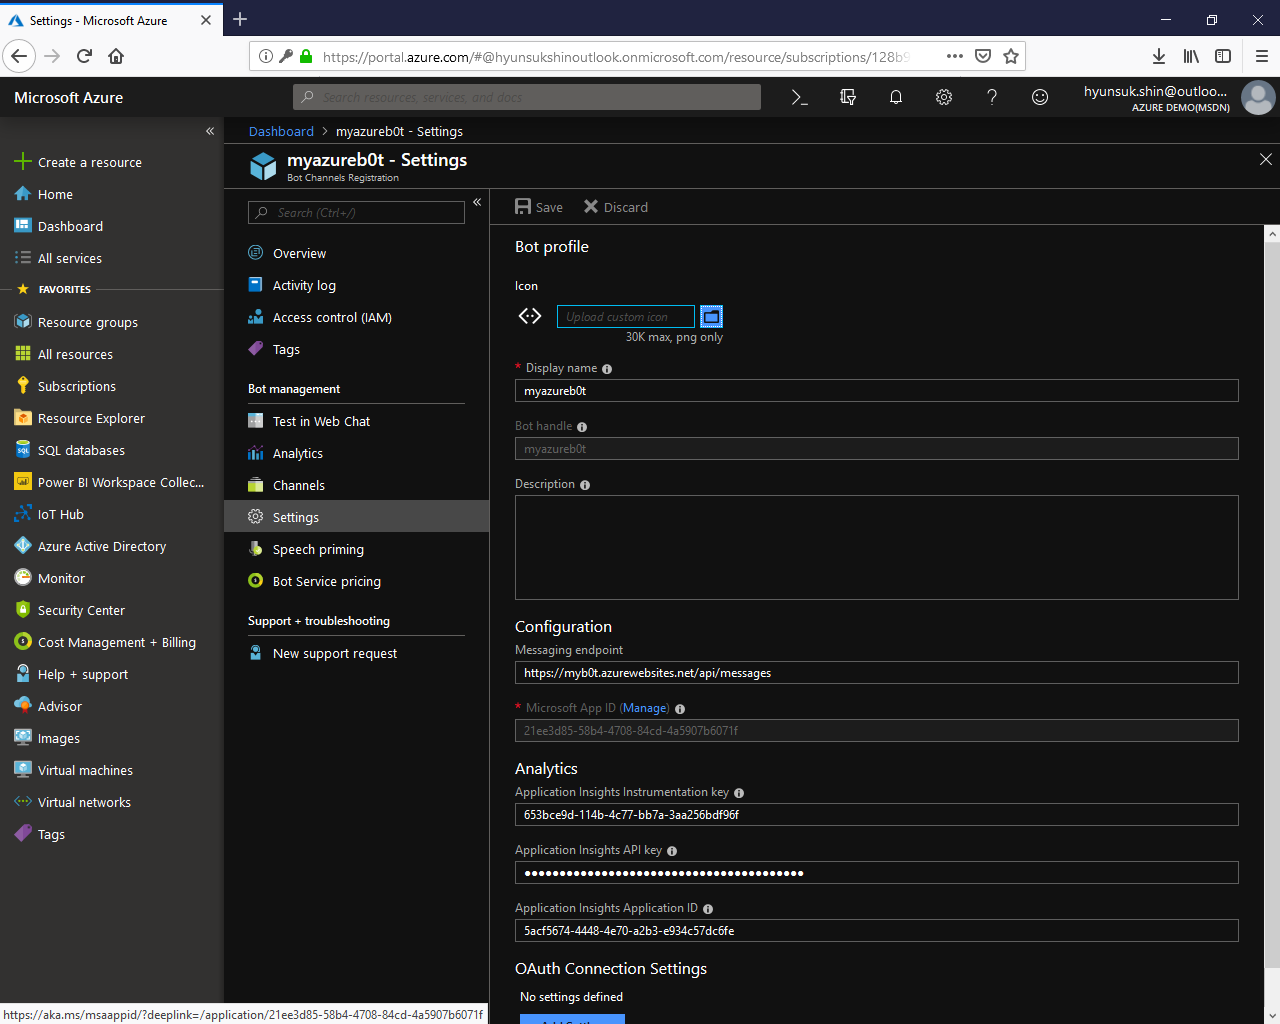 Settings - Microsoft Azure
https://portal.azure.com/#@hyunsukshinoutlook.onmicrosoft.com/resource/subscriptions/128b9
Microsoft Azure
Search resources, services, and docs
hyunsuk.shin@outloo...
AZURE DEMO(MSDN)
Create a resource
Home
Dashboard
All services
FAVORITES
Resource groups
All resources
Subscriptions
Resource Explorer
SQL databases
Power BI Workspace Collec...
IoT Hub
Azure Active Directory
Monitor
Security Center
Cost Management + Billing
Help + support
Advisor
Images
Virtual machines
Virtual networks
Tags
Dashboard > myazureb0t - Settings
myazureb0t - Settings
Bot Channels Registration
Search (Ctrl+/)
Overview
Activity log
Access control (IAM)
Tags
Bot management
Test in Web Chat
Analytics
Channels
Settings
Speech priming
Bot Service pricing
Support + troubleshooting
New support request
Save Discard
Bot profile
Icon
Upload custom icon
30K max, png only
* Display name
myazureb0t
Bot handle
myazureb0t
Description
Configuration
Messaging endpoint
https://myb0t.azurewebsites.net/api/messages
* Microsoft App ID (Manage)
21ee3d85-58b4-4708-84cd-4a5907b6071f
Analytics
Application Insights Instrumentation key
653bce9d-114b-4c77-bb7a-3aa256bdf96f
Application Insights API key
••••••••••••••••••••••••••••••••••••••••
Application Insights Application ID
5acf5674-4448-4e70-a2b3-e934c57dc6fe
OAuth Connection Settings
No settings defined
https://aka.ms/msaappid/?deeplink=/application/21ee3d85-58b4-4708-84cd-4a5907b6071f